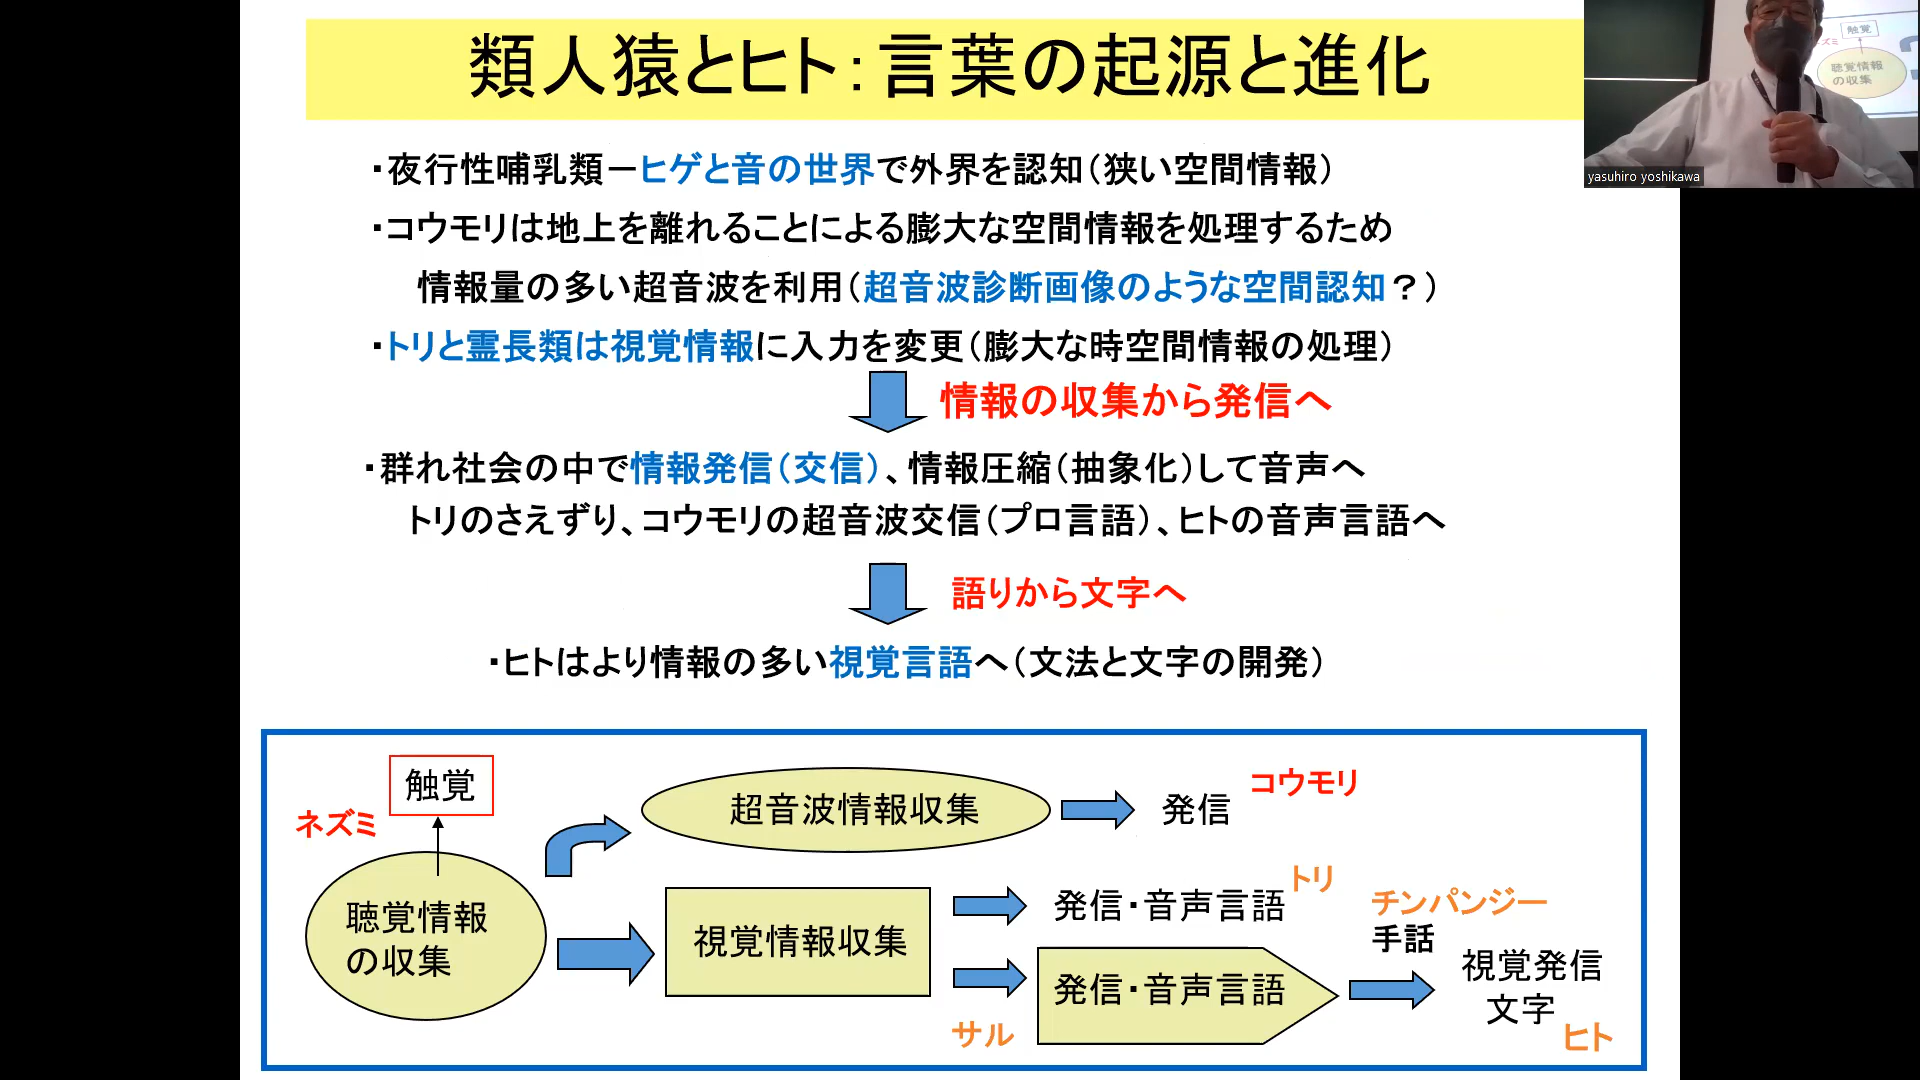 類人猿とヒト：言葉の起源と進化
・夜行性哺乳類－ヒゲと音の世界で外界を認知（狭い空間情報）
・コウモリは地上を離れることによる膨大な空間情報を処理するため
情報量の多い超音波を利用（超音波診断画像のような空間認知？）
・トリと霊長類は視覚情報に入力を変更（膨大な時空間情報の処理）
情報の収集から発信へ
・群れ社会の中で情報発信（交信）、情報圧縮（抽象化）して音声へ
トリのさえずり、コウモリの超音波交信（プロ言語）、ヒトの音声言語へ
語りから文字へ
・ヒトはより情報の多い視覚言語へ（文法と文字の開発）
触覚
ネズミ
聴覚情報
の収集
超音波情報収集
発信
コウモリ
視覚情報収集
発信・音声言語
トリ
サル
発信・音声言語
チンパンジー
手話
視覚発信
文字
ヒト
触覚
ズミ
聴覚情報
の収集
yasuhiro yoshikawa